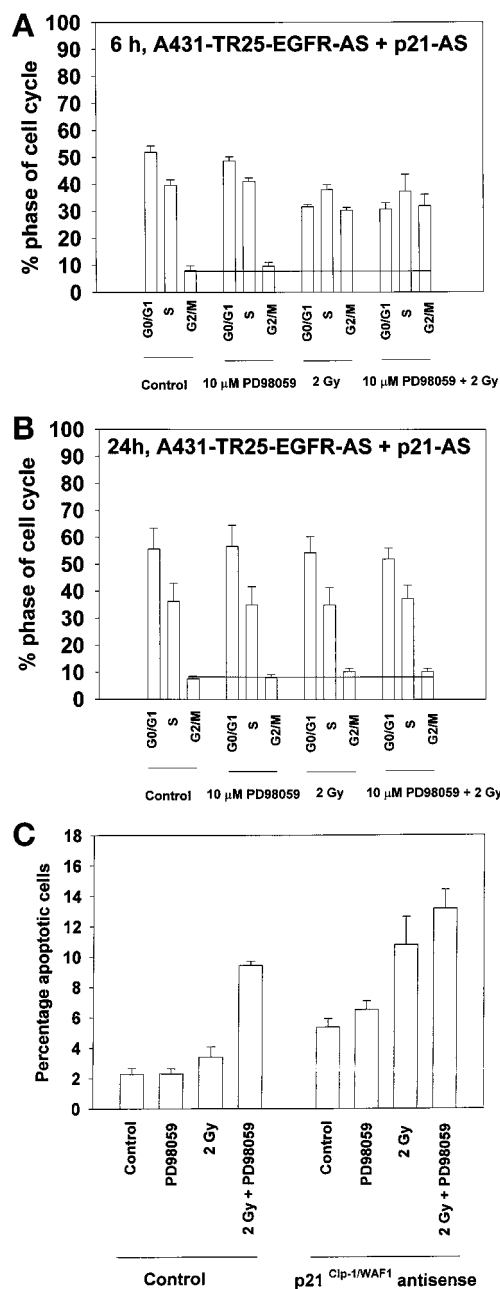 A
6 h, A431-TR25-EGFR-AS + p21-AS
% phase of cell cycle
100
90
80
70
60
50
40
30
20
10
0
G0/G1 S G2/M G0/G1 S G2/M G0/G1 S G2/M G0/G1 S G2/M
Control 10 μM PD98059 2 Gy 10 μM PD98059 + 2 Gy
B
24h, A431-TR25-EGFR-AS + p21-AS
% phase of cell cycle
100
90
80
70
60
50
40
30
20
10
0
G0/G1 S G2/M G0/G1 S G2/M G0/G1 S G2/M G0/G1 S G2/M
Control 10 μM PD98059 2 Gy 10 μM PD98059 + 2 Gy
C
Percentage apoptotic cells
18
16
14
12
10
8
6
4
2
0
Control PD98059 2 Gy 2 Gy + PD98059 Control PD98059 2 Gy 2 Gy + PD98059
Control p21 Cip-1/WAF1 antisense